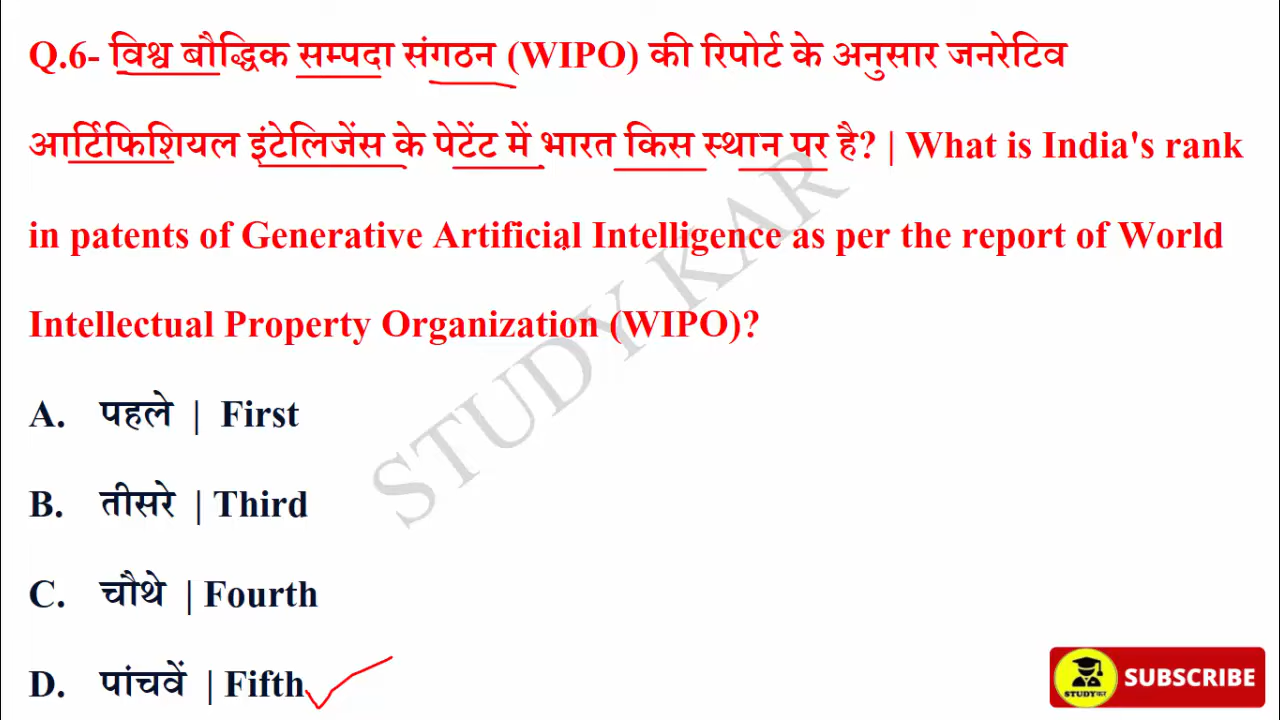 Q.6- विश्व बौद्धिक सम्पदा संगठन (WIPO) की रिपोर्ट के अनुसार जनरेटिव
आर्टिफिशियल इंटेलिजेंस के पेटेंट में भारत किस स्थान पर है? | What is India's rank
in patents of Generative Artificial Intelligence as per the report of World
Intellectual Property Organization (WIPO)?
A. पहले | First
B. तीसरे | Third
C. चौथे | Fourth
D. पांचवें | Fifth
STUDY KAR
STUDYकर
SUBSCRIBE